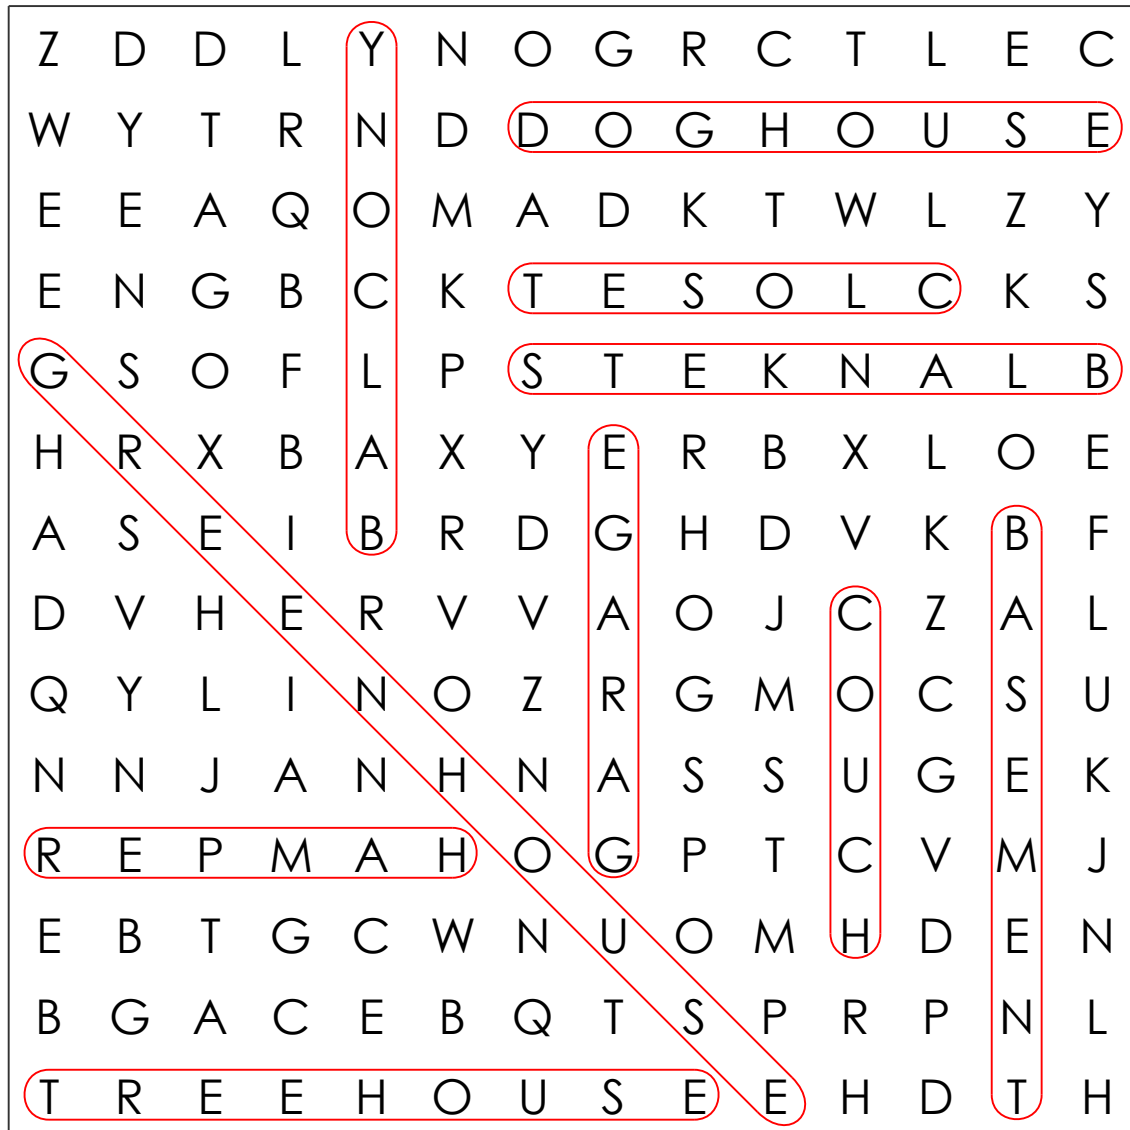 Z D D L Y N O G R C T L E C
W Y T R N D D O G H O U S E
E E A Q O M A D K T W L Z Y
E N G B C K T E S O L C K S
G S O F L P S T E K N A L B
H R X B A X Y E R B X L O E
A S E I B R D G H D V K B F
D V H E R V V A O J C Z A L
Q Y L I N O Z R G M O C S U
N N J A N H N A S S U G E K
R E P M A H O G P T C V M J
E B T G C W N U O M H D E N
B G A C E B Q T S P R P N L
T R E E H O U S E E H D T H